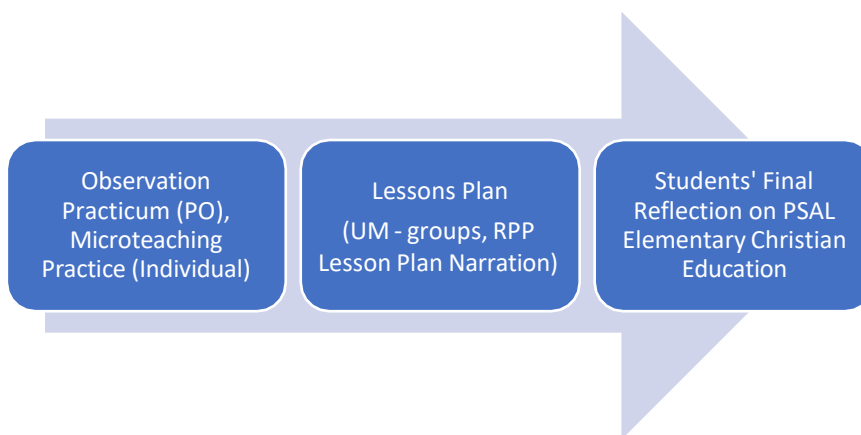 Observation
Practicum (PO),
Microteaching
Practice (Individual)
Lessons Plan
(UM - groups, RPP
Lesson Plan Narration)
Students' Final
Reflection on PSAL
Elementary Christian
Education